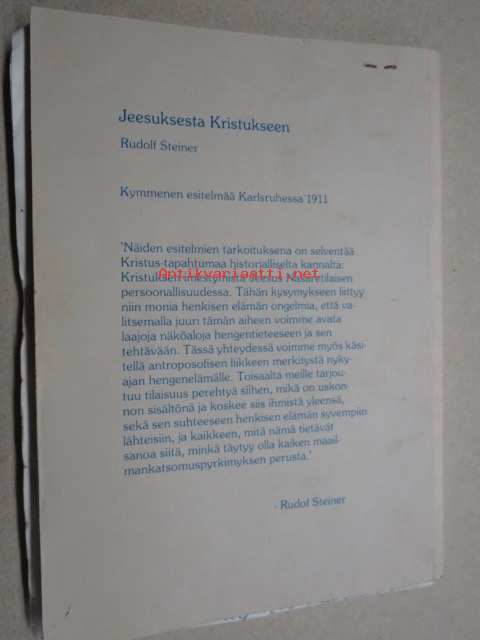 Jeesuksesta Kristukseen
Rudolf Steiner
Kymmenen esitelmää Karlsruhessa 1911
'Näiden esitelmien tarkoituksena on selventää
Kristus-tapahtumaa historialliselta kannalta:
Kristuksen ilmestymistä Jeesus Nasaretilaisen
Antikvariaatti.net
persoonallisuudessa. Tähän kysymykseen liittyy
niin monia henkisen elämän ongelmia, että va-
litsemalla juuri tämän aiheen voimme avata
laajoja näköaloja hengentieteeseen ja sen
tehtävään. Tässä yhteydessä voimme myös käsi-
tellä antroposofisen liikkeen merkitystä nyky-
ajan hengenelämälle. Toisaalta meille tarjou-
tuu tilaisuus perehtyä siihen, mikä on uskon-
non sisältönä ja koskee siis ihmistä yleensä,
sekä sen suhteeseen henkisen elämän syvempiin
lähteisiin, ja kaikkeen, mitä nämä tietävät
sanoa siitä, minkä täytyy olla kaiken maail-
mankatsomuspyrkimyksen perusta.'
- Rudolf Steiner